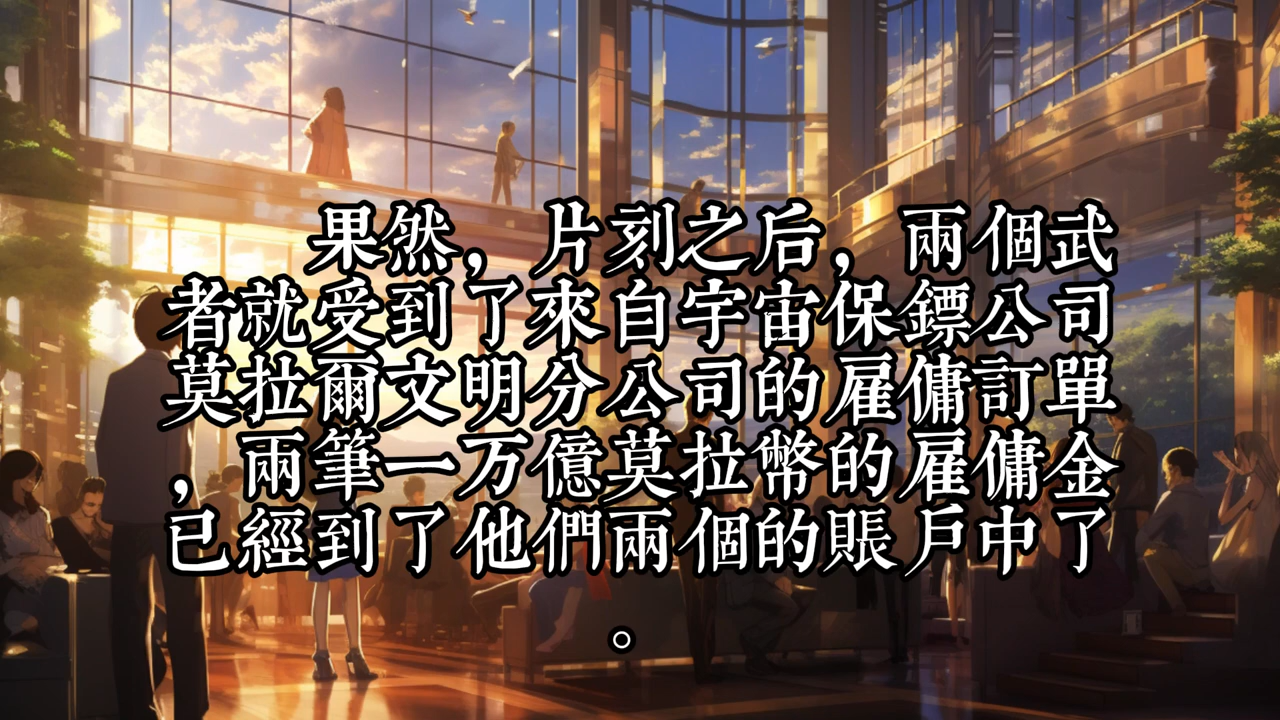 果然，片刻之后，兩個武
者就受到了來自宇宙保鏢公司
莫拉爾文明分公司的雇傭訂單
，兩筆一万億莫拉幣的雇傭金
已經到了他們兩個的賬戶中了
。